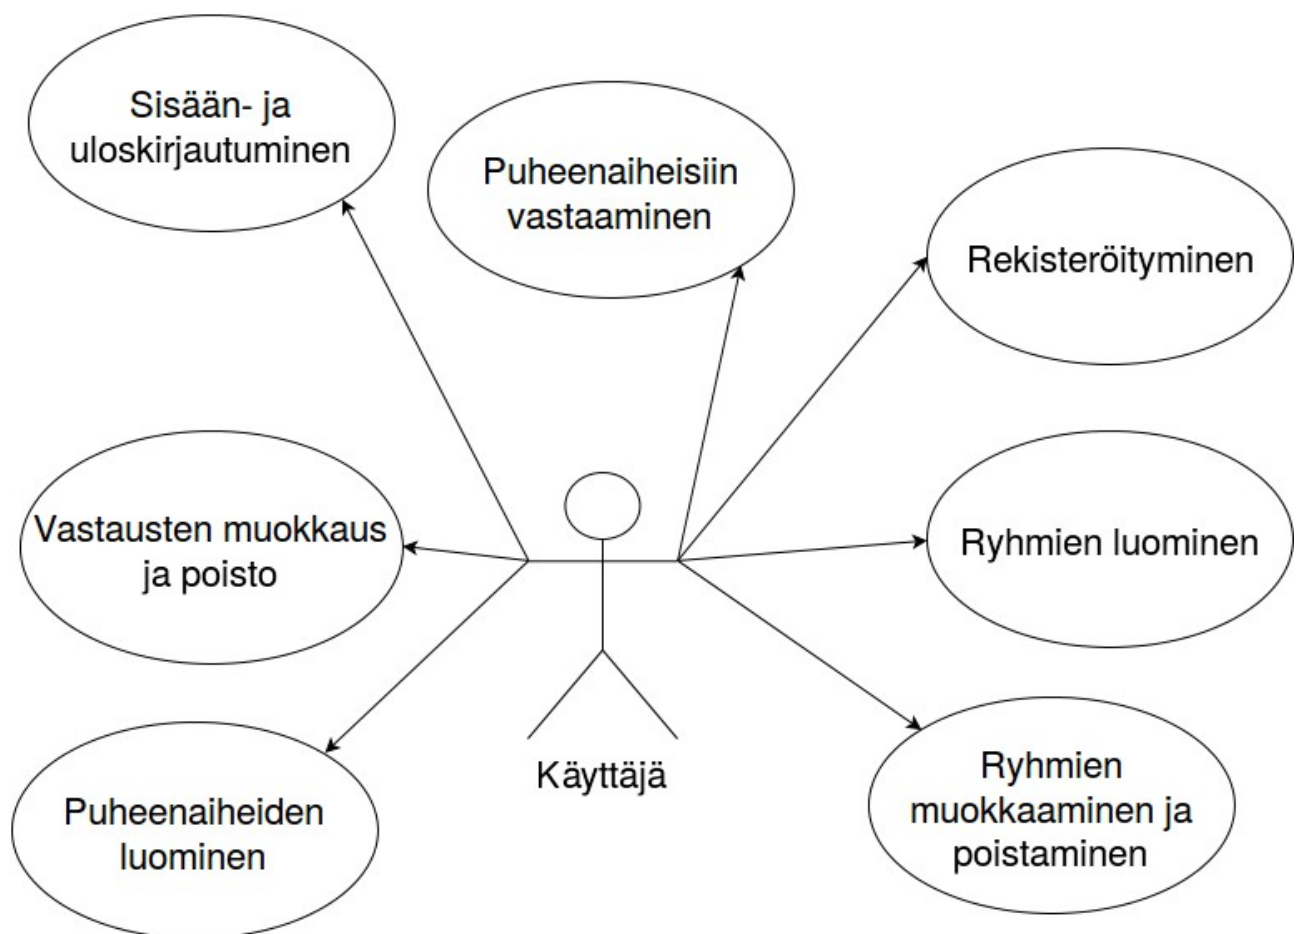 Sisään- ja
uloskirjautuminen
Puheenaiheisiin
vastaaminen
Rekisteröityminen
Vastausten muokkaus
ja poisto
Ryhmien luominen
Käyttäjä
Puheenaiheiden
luominen
Ryhmien
muokkaaminen ja
poistaminen